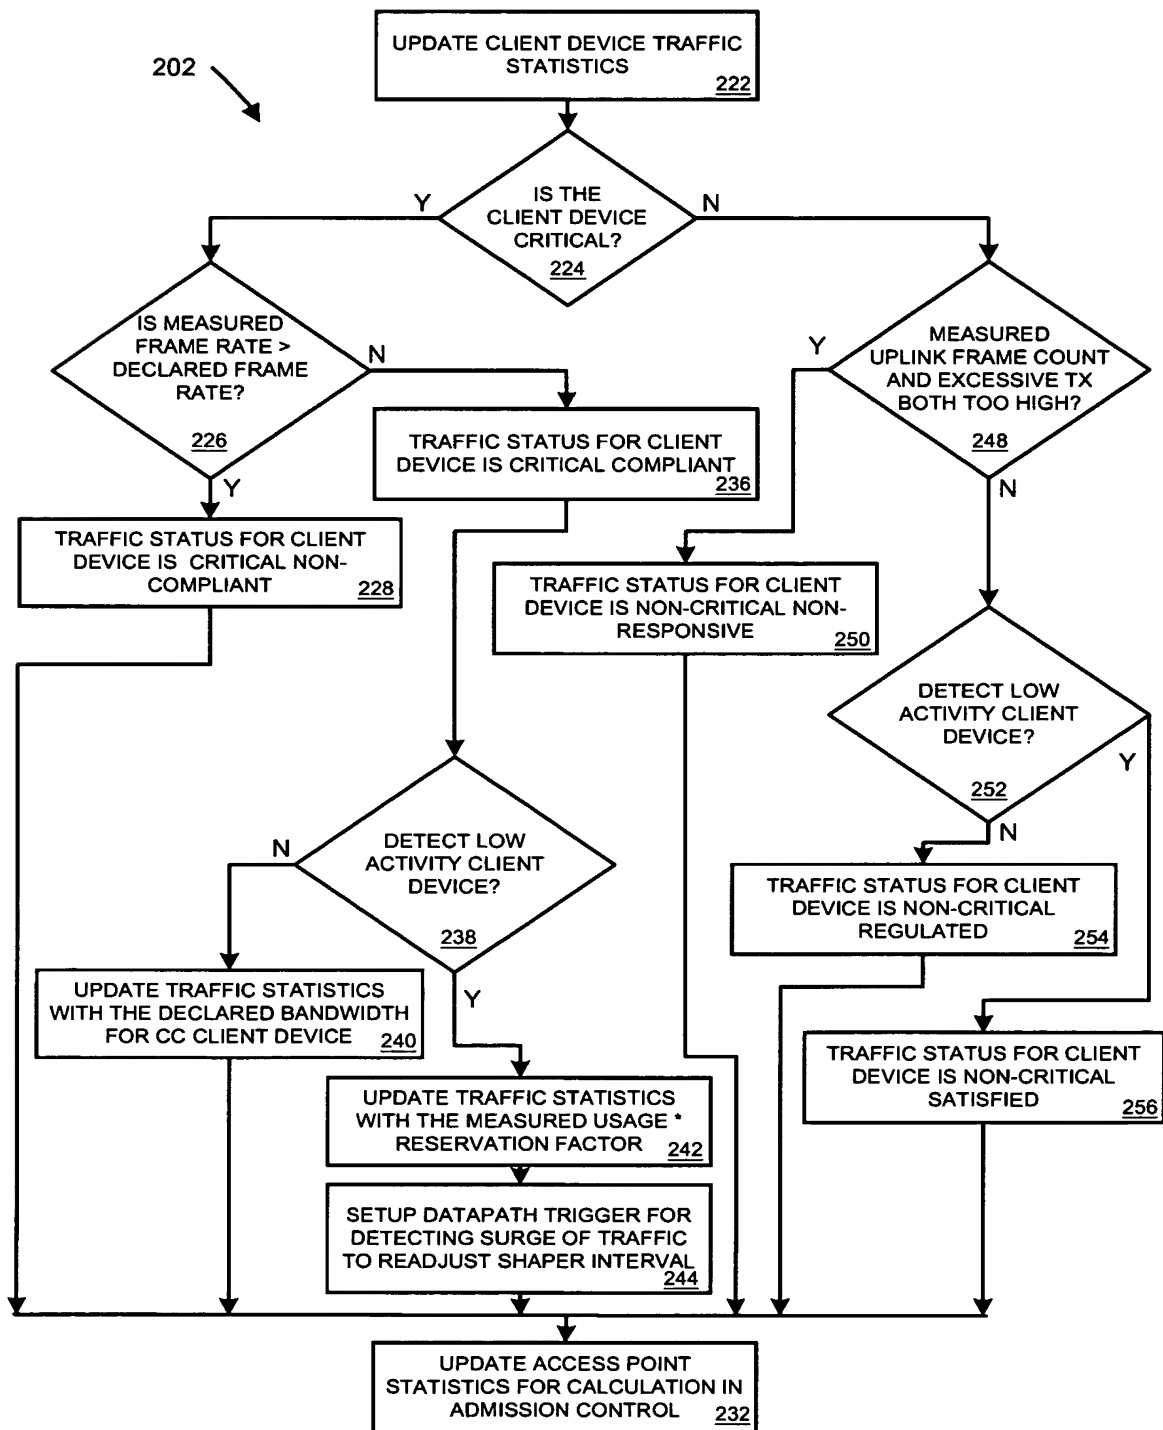 UPDATE CLIENT DEVICE TRAFFIC
STATISTICS
222
202
IS THE
CLIENT DEVICE
CRITICAL?
224
Y
N
IS MEASURED
FRAME RATE >
DECLARED FRAME
RATE?
226
N
Y
MEASURED
UPLINK FRAME COUNT
AND EXCESSIVE TX
BOTH TOO HIGH?
248
Y
N
TRAFFIC STATUS FOR CLIENT
DEVICE IS CRITICAL COMPLIANT
236
TRAFFIC STATUS FOR CLIENT
DEVICE IS CRITICAL NON-
COMPLIANT
228
TRAFFIC STATUS FOR CLIENT
DEVICE IS NON-CRITICAL NON-
RESPONSIVE
250
DETECT LOW
ACTIVITY CLIENT
DEVICE?
252
Y
N
DETECT LOW
ACTIVITY CLIENT
DEVICE?
238
N
Y
TRAFFIC STATUS FOR CLIENT
DEVICE IS NON-CRITICAL
REGULATED
254
UPDATE TRAFFIC STATISTICS
WITH THE DECLARED BANDWIDTH
FOR CC CLIENT DEVICE
240
TRAFFIC STATUS FOR CLIENT
DEVICE IS NON-CRITICAL
SATISFIED
256
UPDATE TRAFFIC STATISTICS
WITH THE MEASURED USAGE *
RESERVATION FACTOR
242
SETUP DATAPATH TRIGGER FOR
DETECTING SURGE OF TRAFFIC
TO READJUST SHAPER INTERVAL
244
UPDATE ACCESS POINT
STATISTICS FOR CALCULATION IN
ADMISSION CONTROL
232